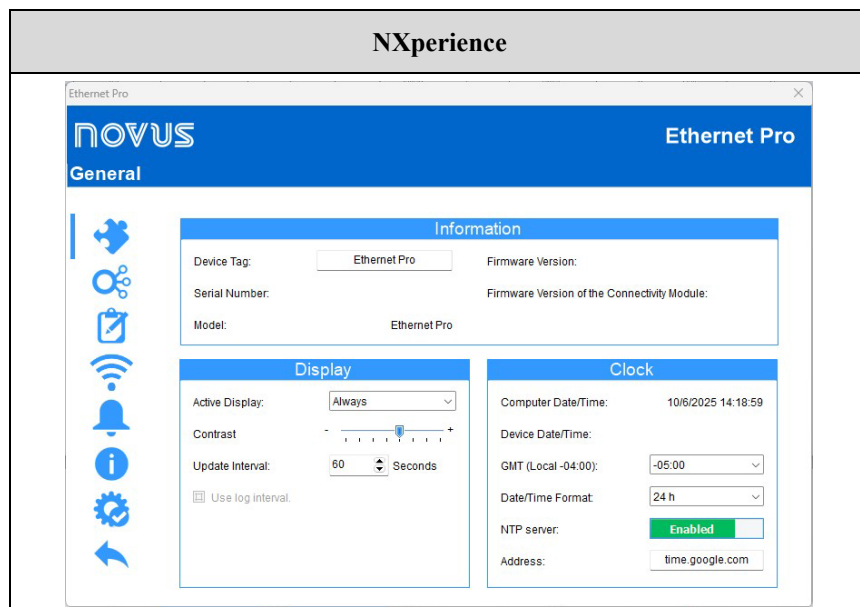 NXperience
Ethernet Pro
novus
Ethernet Pro
General
Information
Device Tag: Ethernet Pro Firmware Version:
Serial Number: Firmware Version of the Connectivity Module:
Model: Ethernet Pro
Display
Active Display: Always
Contrast - +
Update Interval: 60 Seconds
Use log interval.
Clock
Computer Date/Time: 10/6/2025 14:18:59
Device Date/Time:
GMT (Local -04:00): -05:00
Date/Time Format: 24 h
NTP server: Enabled
Address: time.google.com